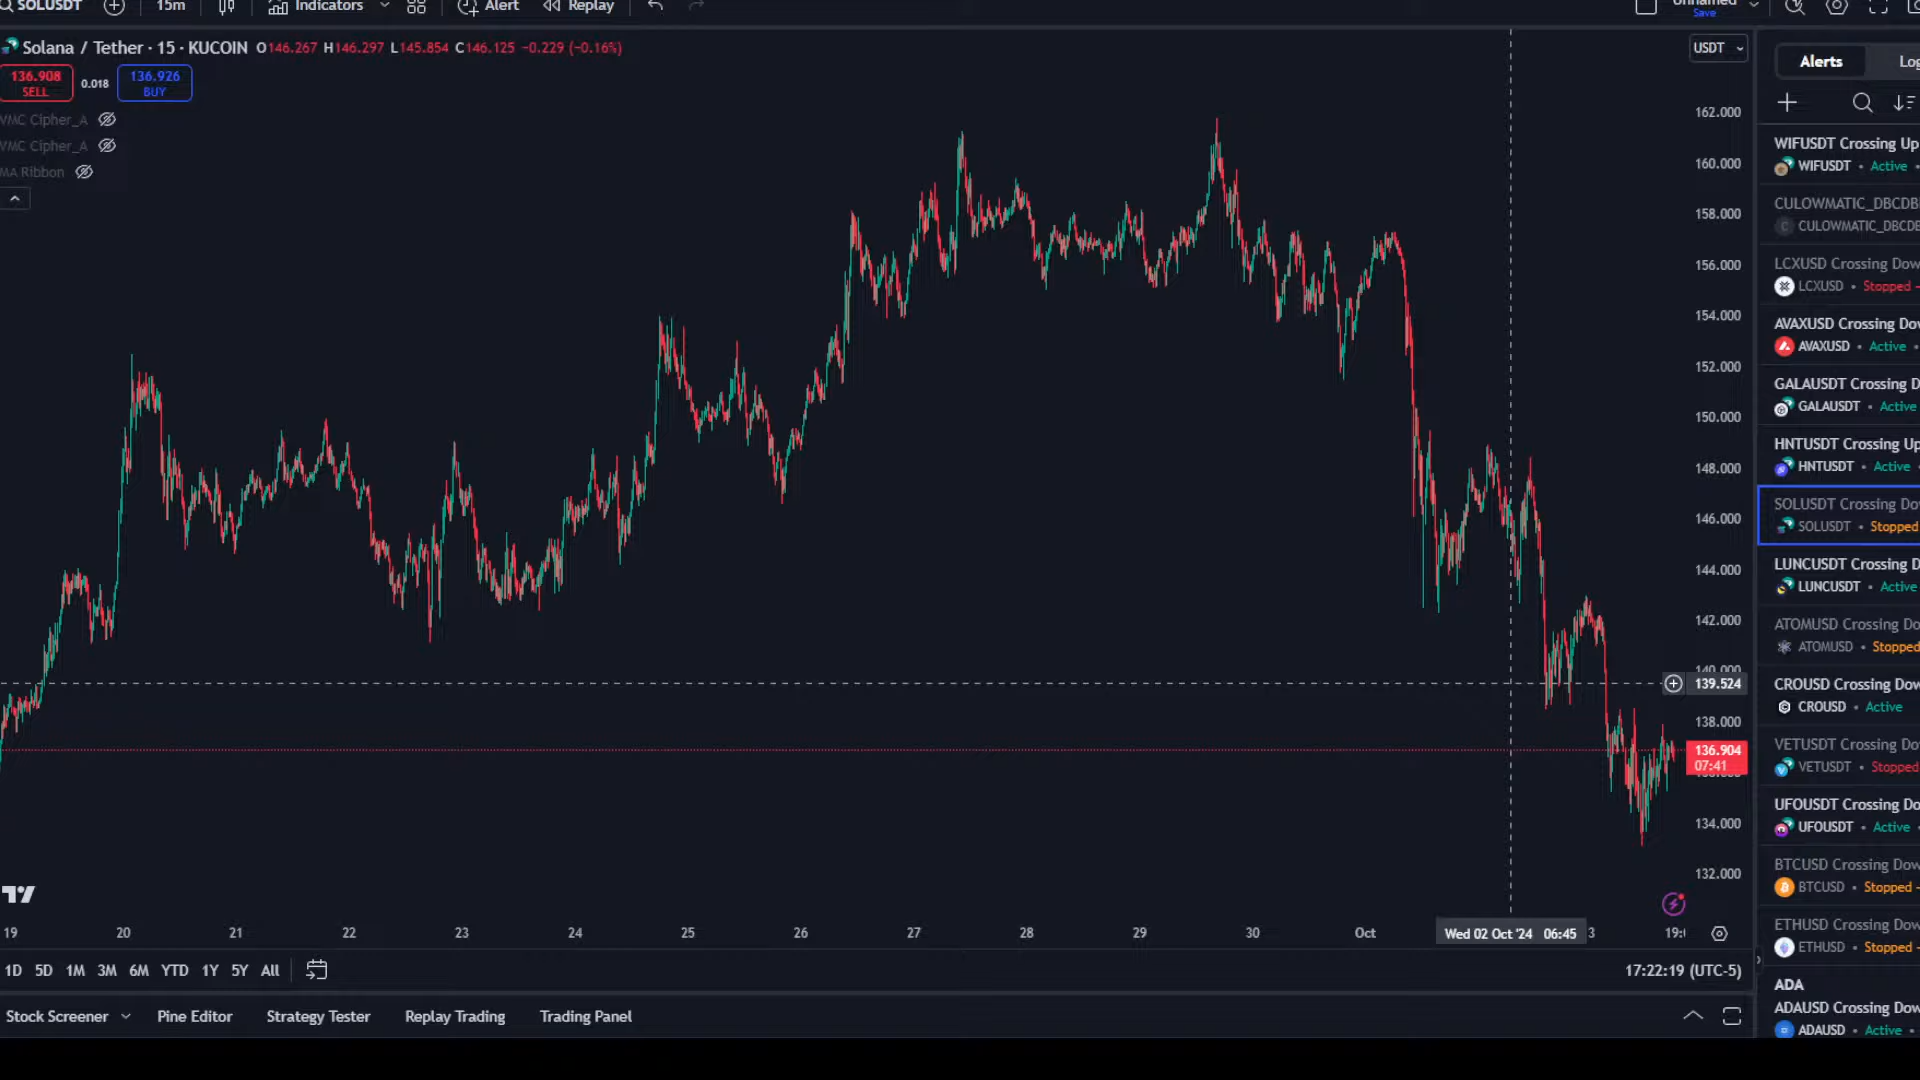 SOLUSDT 15m Indicators Alert Replay
Save
Solana / Tether · 15 · KUCOIN O146.267 H146.297 L145.854 C146.125 −0.229 (−0.16%)
USDT
136.908 SELL
0.018
136.926 BUY
VMC Cipher_A
VMC Cipher_A
MA Ribbon
162.000
160.000
158.000
156.000
154.000
152.000
150.000
148.000
146.000
144.000
142.000
140.000
139.524
138.000
136.904
07:41
134.000
132.000
19 20 21 22 23 24 25 26 27 28 29 30 Oct Wed 02 Oct '24 06:45 3
1D 5D 1M 3M 6M YTD 1Y 5Y All
17:22:19 (UTC-5)
Stock Screener Pine Editor Strategy Tester Replay Trading Trading Panel
Alerts
WIFUSDT Crossing Up
WIFUSDT • Active •
CULOWMATIC_DBCDB
CULOWMATIC_DBCDE
LCXUSD Crossing Dow
LCXUSD • Stopped –
AVAXUSD Crossing Dow
AVAXUSD • Active •
GALAUSDT Crossing D
GALAUSDT • Active
HNTUSDT Crossing Up
HNTUSDT • Active •
SOLUSDT Crossing Dow
SOLUSDT • Stopped
LUNCUSDT Crossing D
LUNCUSDT • Active
ATOMUSD Crossing Do
ATOMUSD • Stopped
CROUSD Crossing Dow
CROUSD • Active
VETUSDT Crossing Dow
VETUSDT • Stopped
UFOUSDT Crossing Do
UFOUSDT • Active •
BTCUSD Crossing Dow
BTCUSD • Stopped –
ETHUSD Crossing Dow
ETHUSD • Stopped –
ADA
ADAUSD Crossing Dow
ADAUSD • Active •